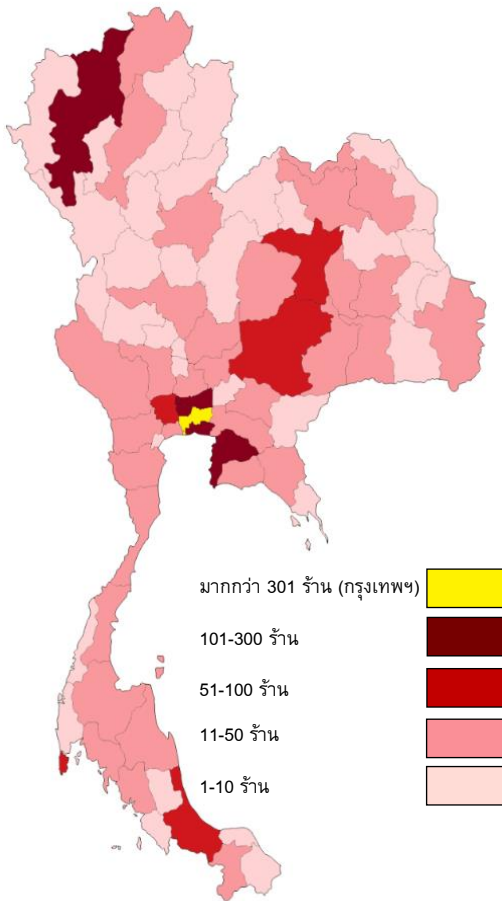 มากกว่า 301 ร้าน (กรุงเทพฯ)
101-300 ร้าน
51-100 ร้าน
11-50 ร้าน
1-10 ร้าน